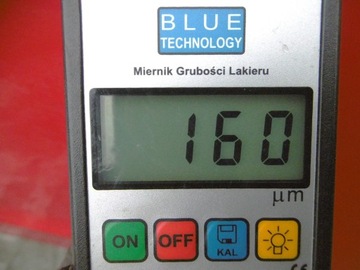 BLUE
TECHNOLOGY
Miernik Grubości Lakieru
160
µm
ON OFF KAL